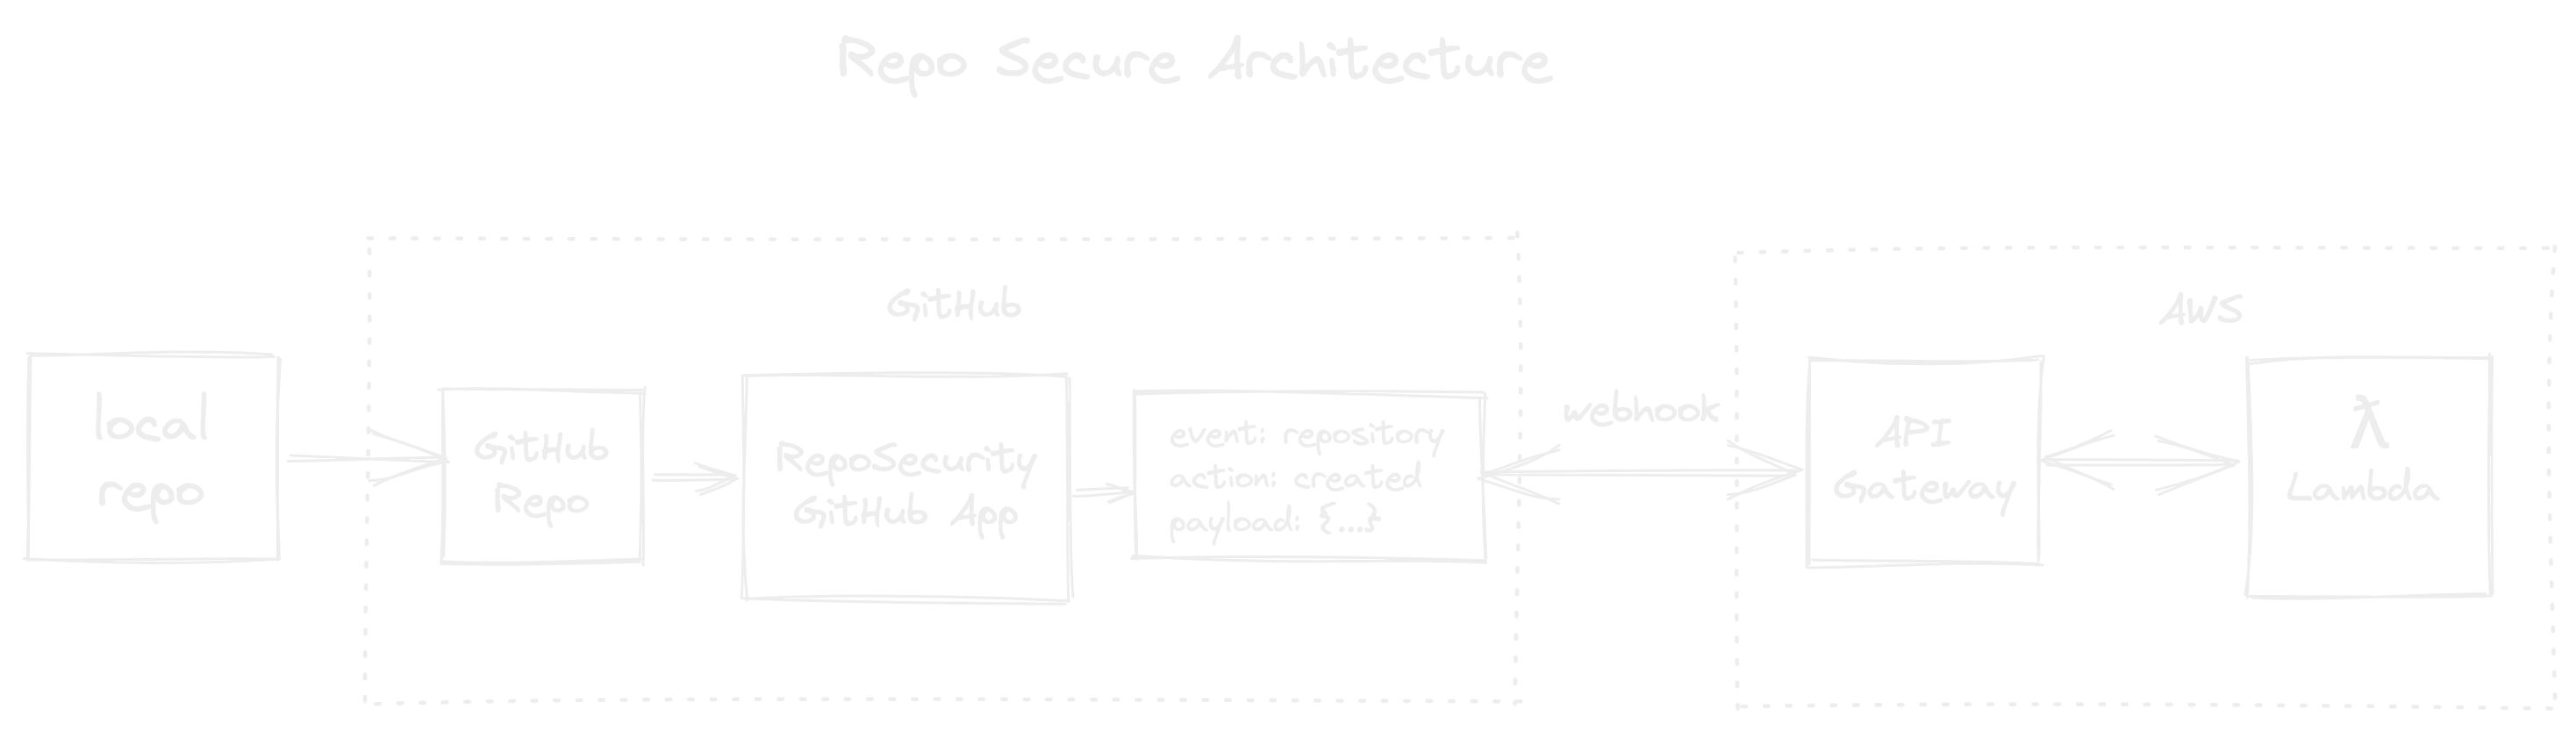 Repo Secure Architecture
GitHub
AWS
local
repo
GitHub
Repo
RepoSecurity
GitHub App
event: repository
action: created
payload: {...}
webhook
API
Gateway
λ
Lambda